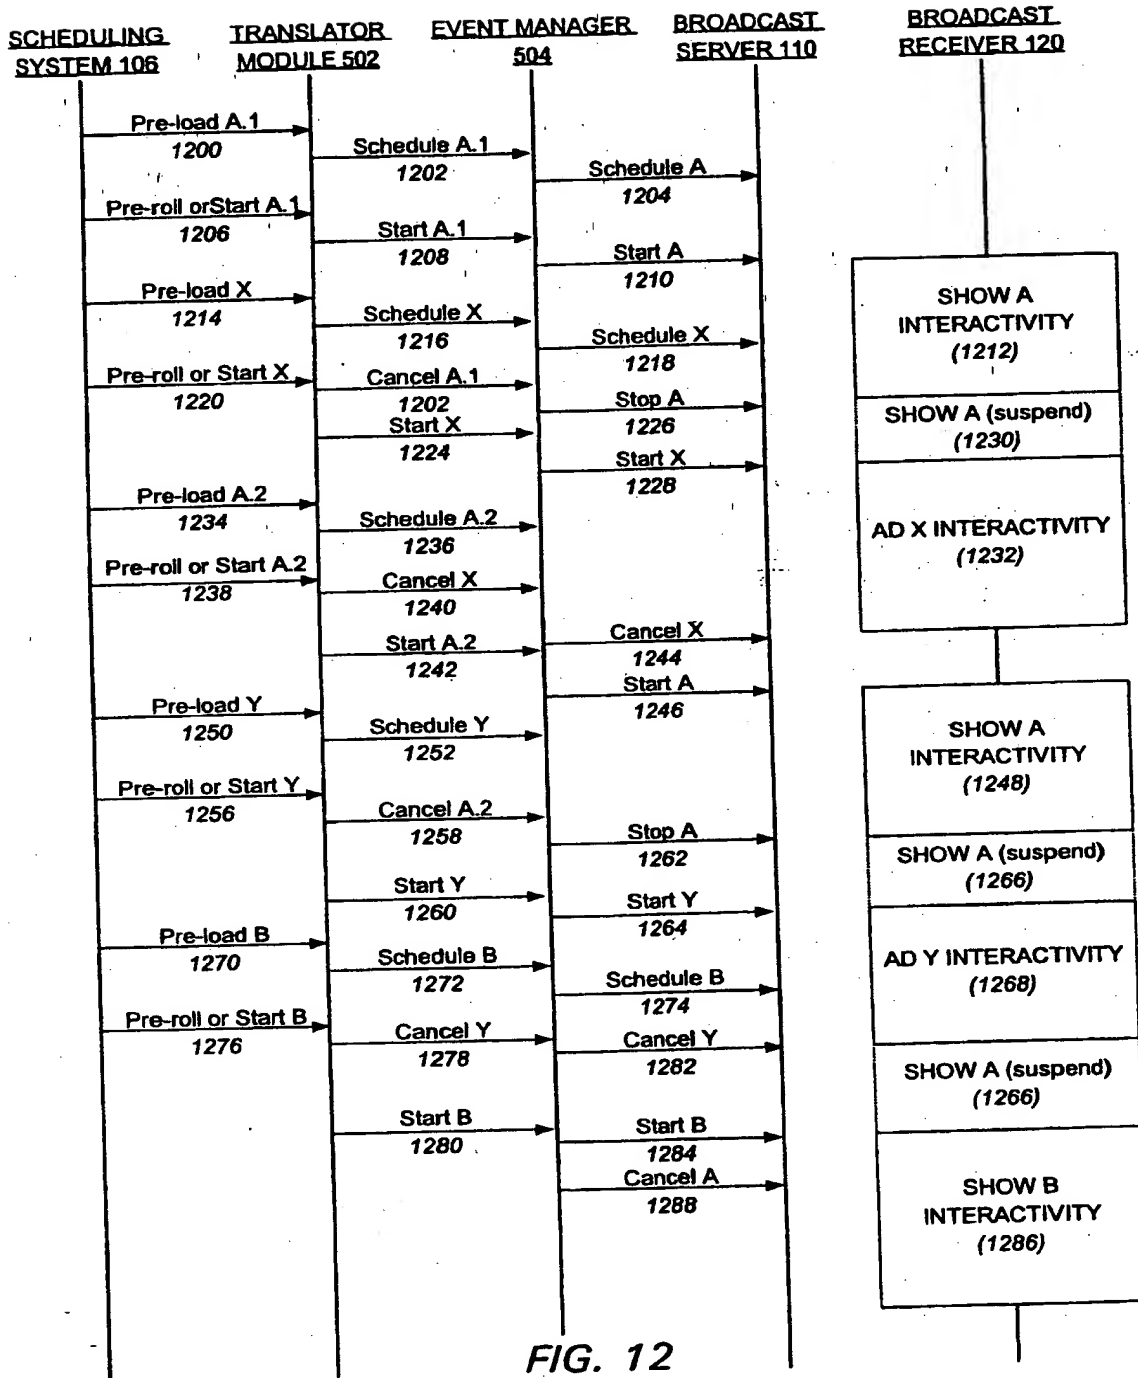 SCHEDULING
SYSTEM 106
TRANSLATOR
MODULE 502
EVENT MANAGER
504
BROADCAST
SERVER 110
BROADCAST
RECEIVER 120
Pre-load A.1
1200
Schedule A.1
1202
Schedule A
1204
Pre-roll orStart A.1
1206
Start A.1
1208
Start A
1210
Pre-load X
1214
Schedule X
1216
Schedule X
1218
SHOW A
INTERACTIVITY
(1212)
Pre-roll or Start X
1220
Cancel A.1
1202
Stop A
1226
Start X
1224
Start X
1228
SHOW A (suspend)
(1230)
Pre-load A.2
1234
Schedule A.2
1236
AD X INTERACTIVITY
(1232)
Pre-roll or Start A.2
1238
Cancel X
1240
Start A.2
1242
Cancel X
1244
Start A
1246
Pre-load Y
1250
Schedule Y
1252
SHOW A
INTERACTIVITY
(1248)
Pre-roll or Start Y
1256
Cancel A.2
1258
Stop A
1262
SHOW A (suspend)
(1266)
Start Y
1260
Start Y
1264
Pre-load B
1270
Schedule B
1272
Schedule B
1274
AD Y INTERACTIVITY
(1268)
Pre-roll or Start B
1276
Cancel Y
1278
Cancel Y
1282
SHOW A (suspend)
(1266)
Start B
1280
Start B
1284
Cancel A
1288
SHOW B
INTERACTIVITY
(1286)
FIG. 12